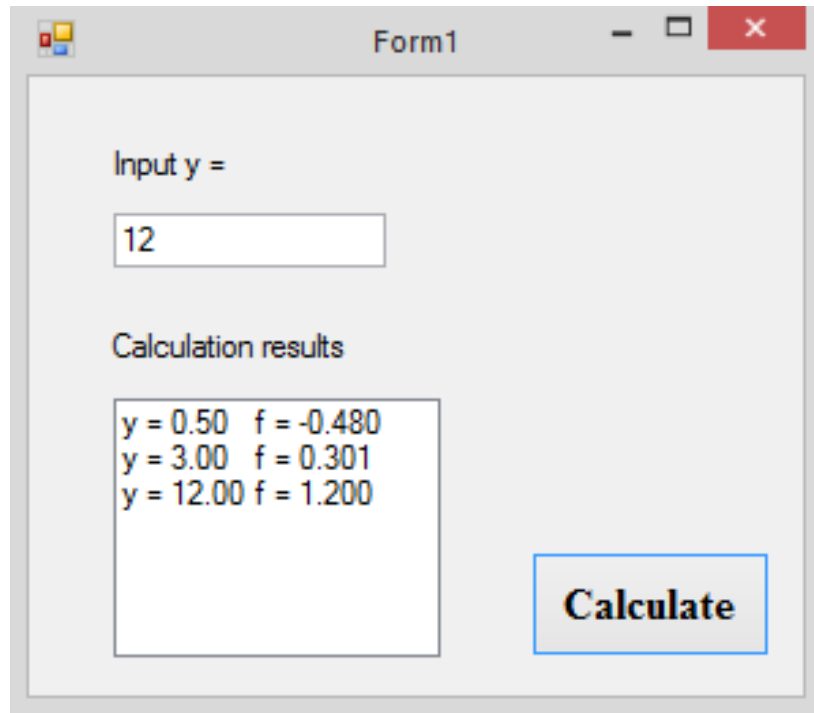 Form1
Input y =
12
Calculation results
y = 0.50 f = -0.480
y = 3.00 f = 0.301
y = 12.00 f = 1.200
Calculate